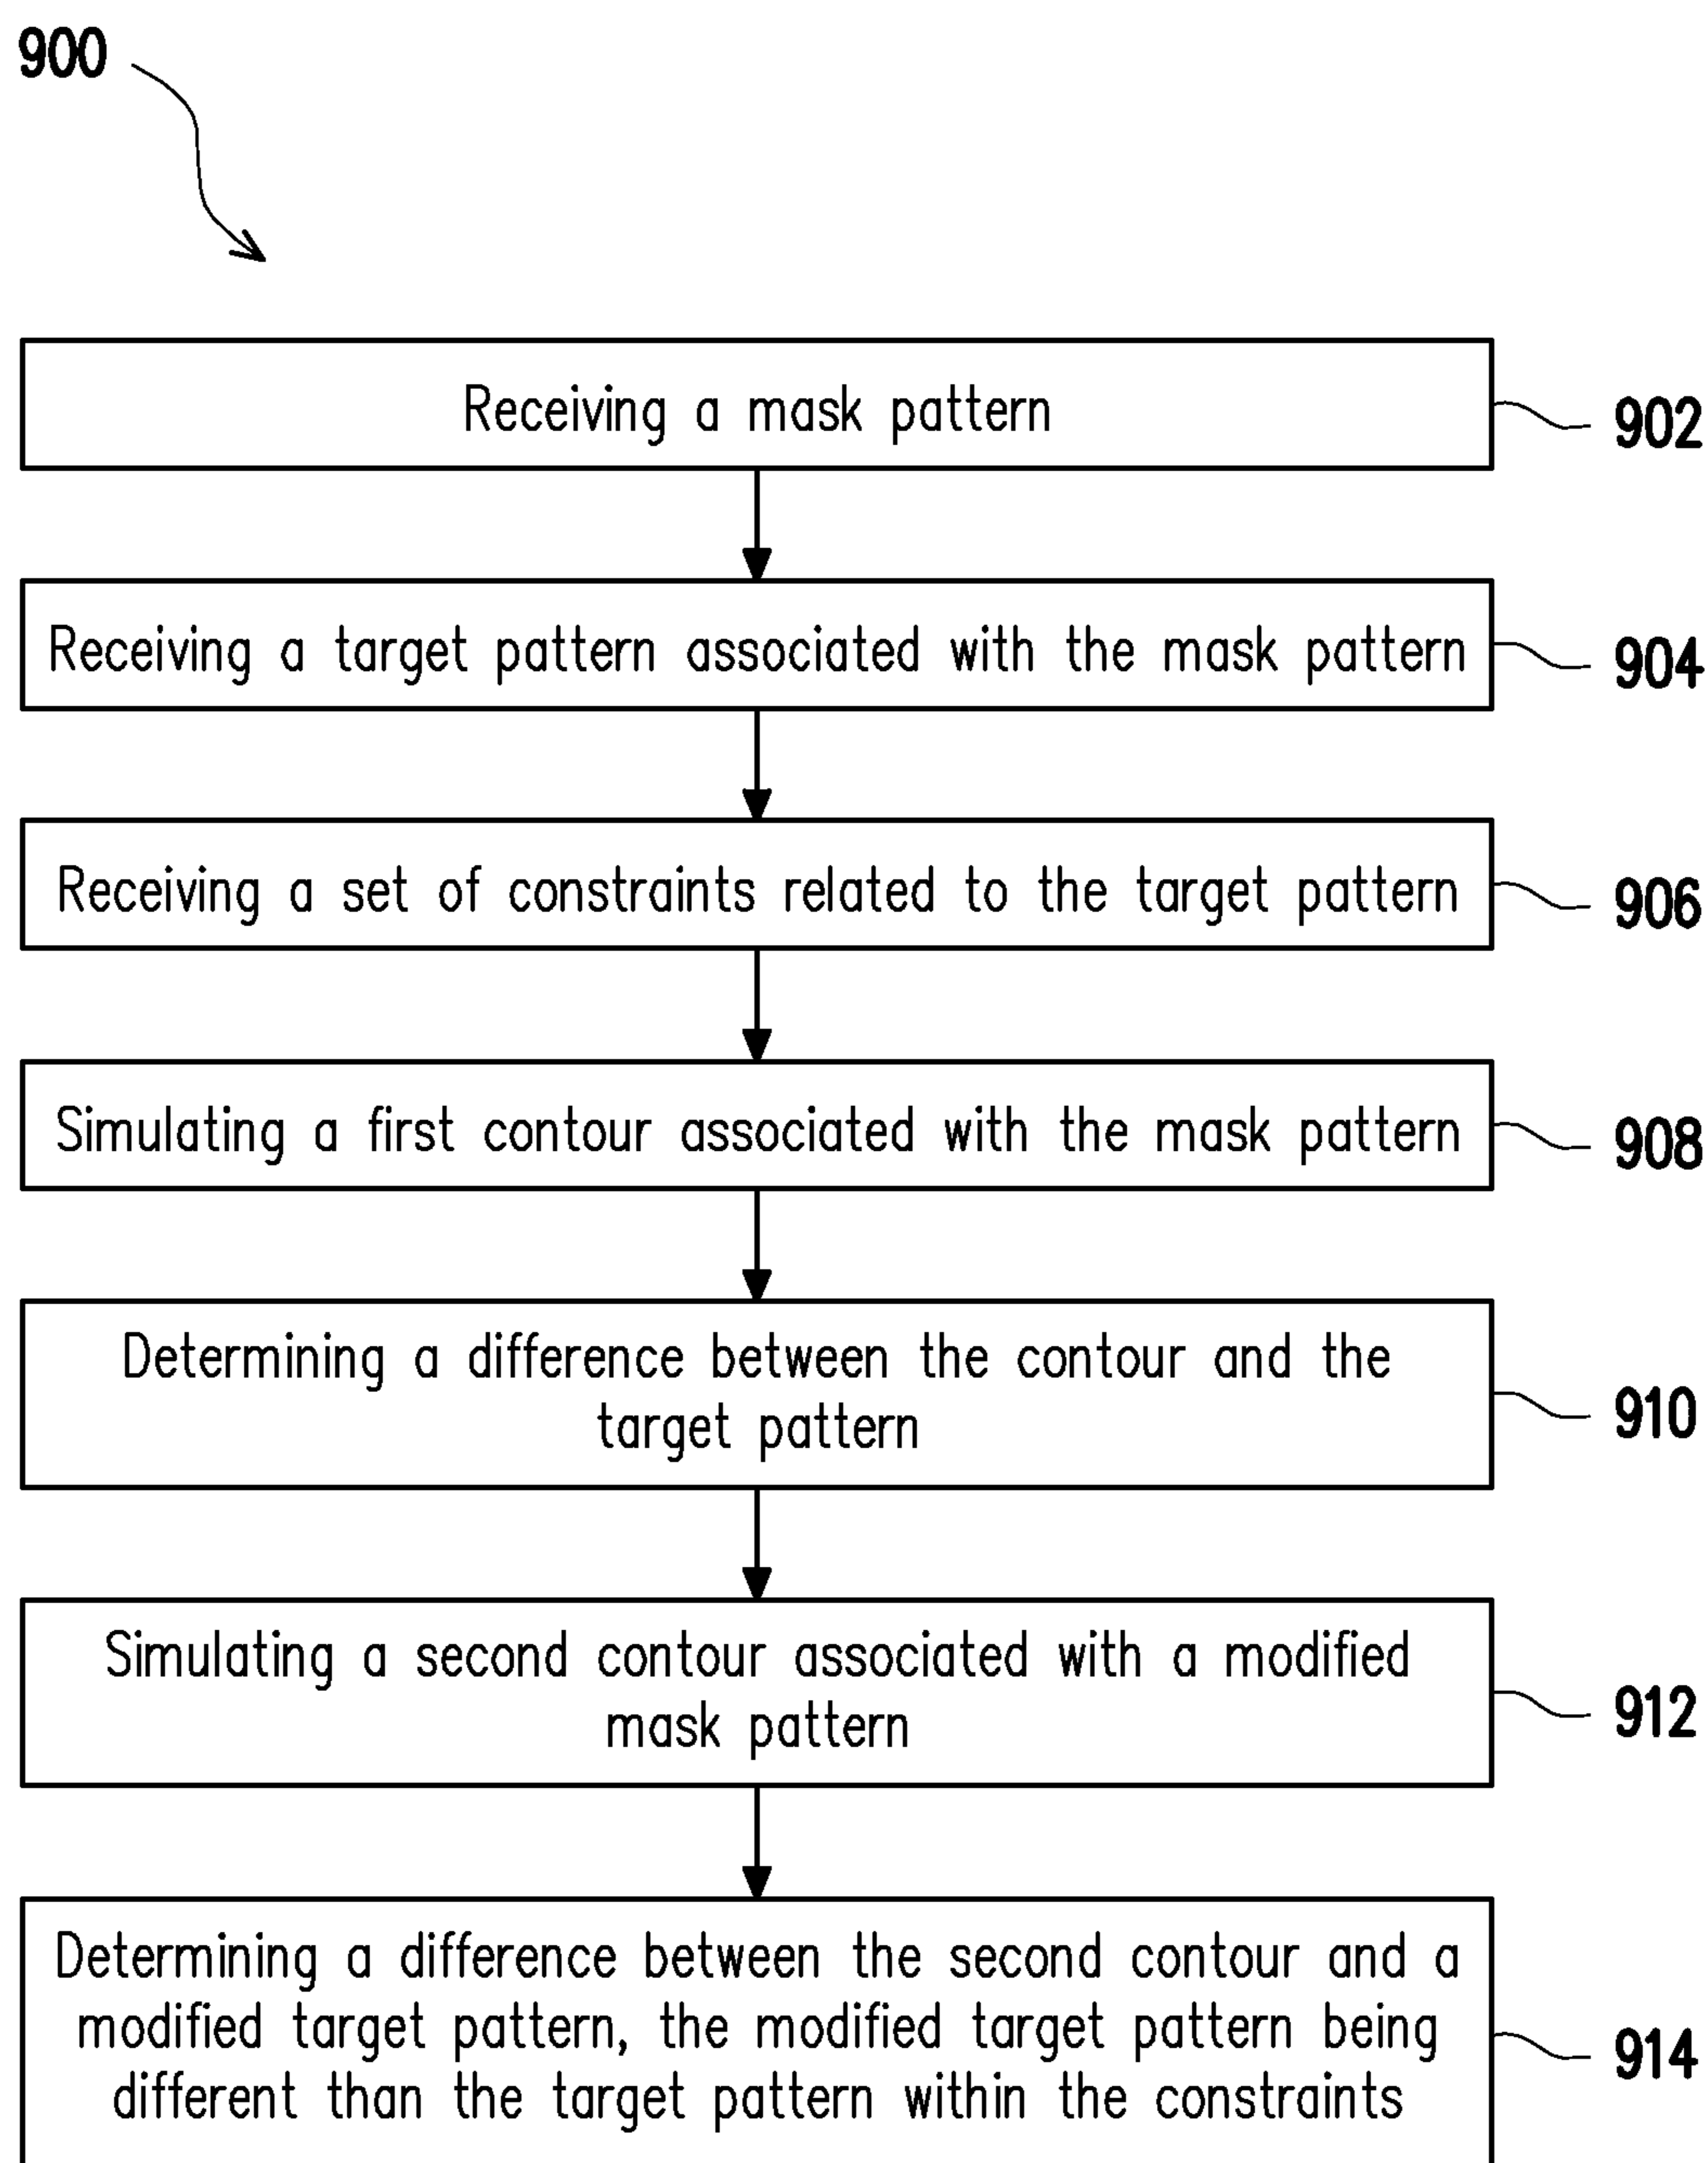 900
Receiving a mask pattern
902
Receiving a target pattern associated with the mask pattern
904
Receiving a set of constraints related to the target pattern
906
Simulating a first contour associated with the mask pattern
908
Determining a difference between the contour and the
target pattern
910
Simulating a second contour associated with a modified
mask pattern
912
Determining a difference between the second contour and a
modified target pattern, the modified target pattern being
different than the target pattern within the constraints
914